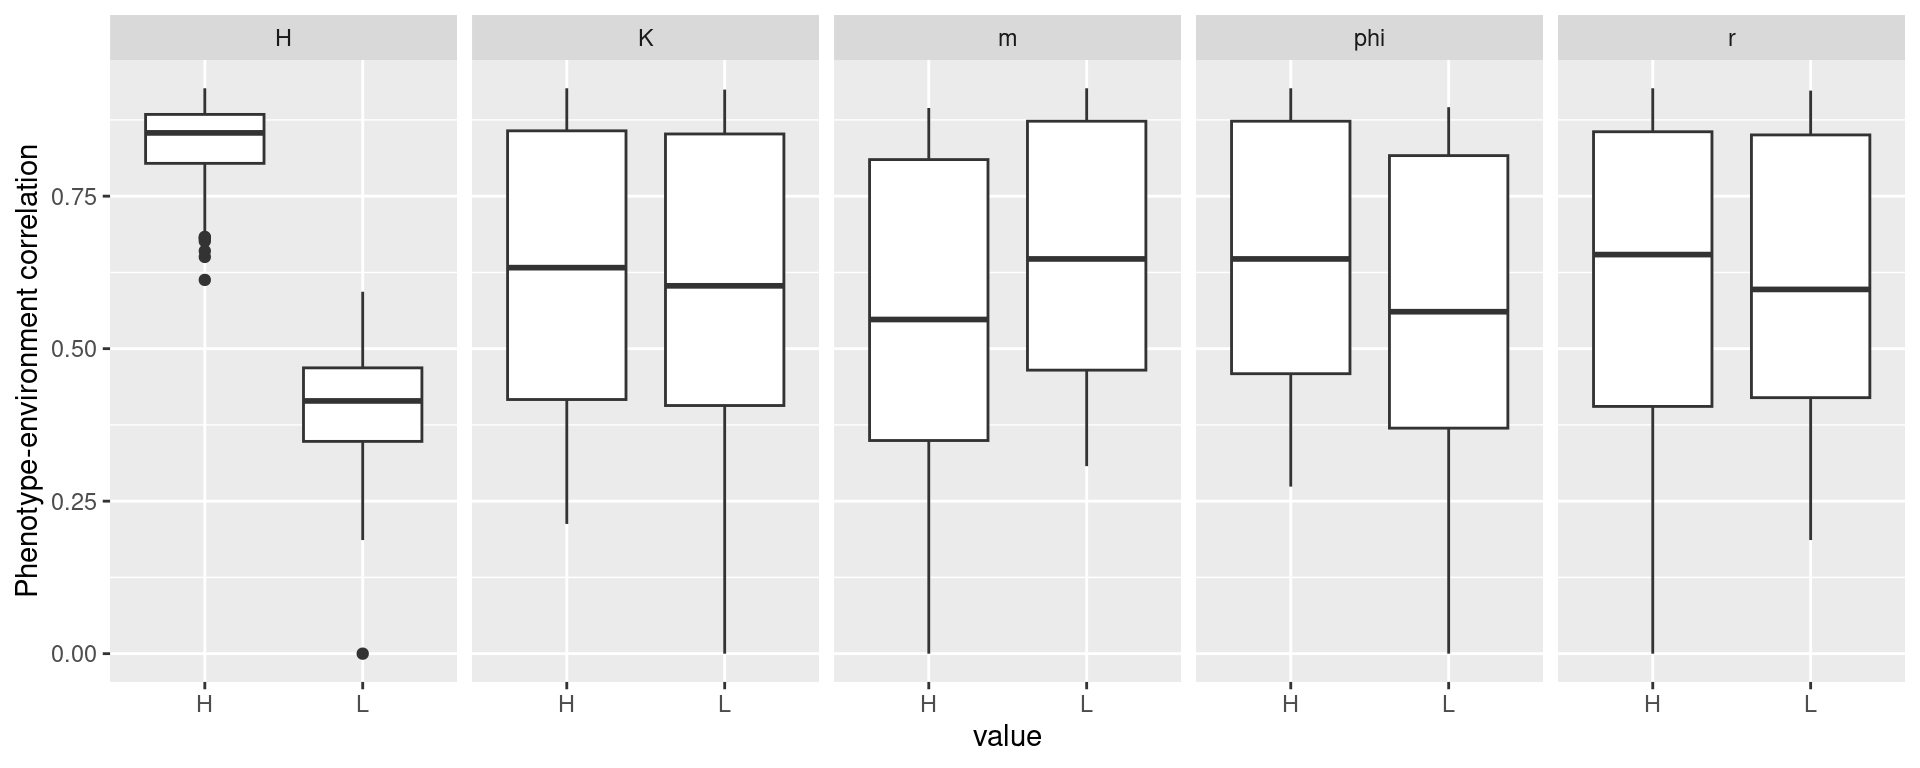 H K m phi r
Phenotype-environment correlation
0.75
0.50
0.25
0.00
H L H L H L H L H L
value